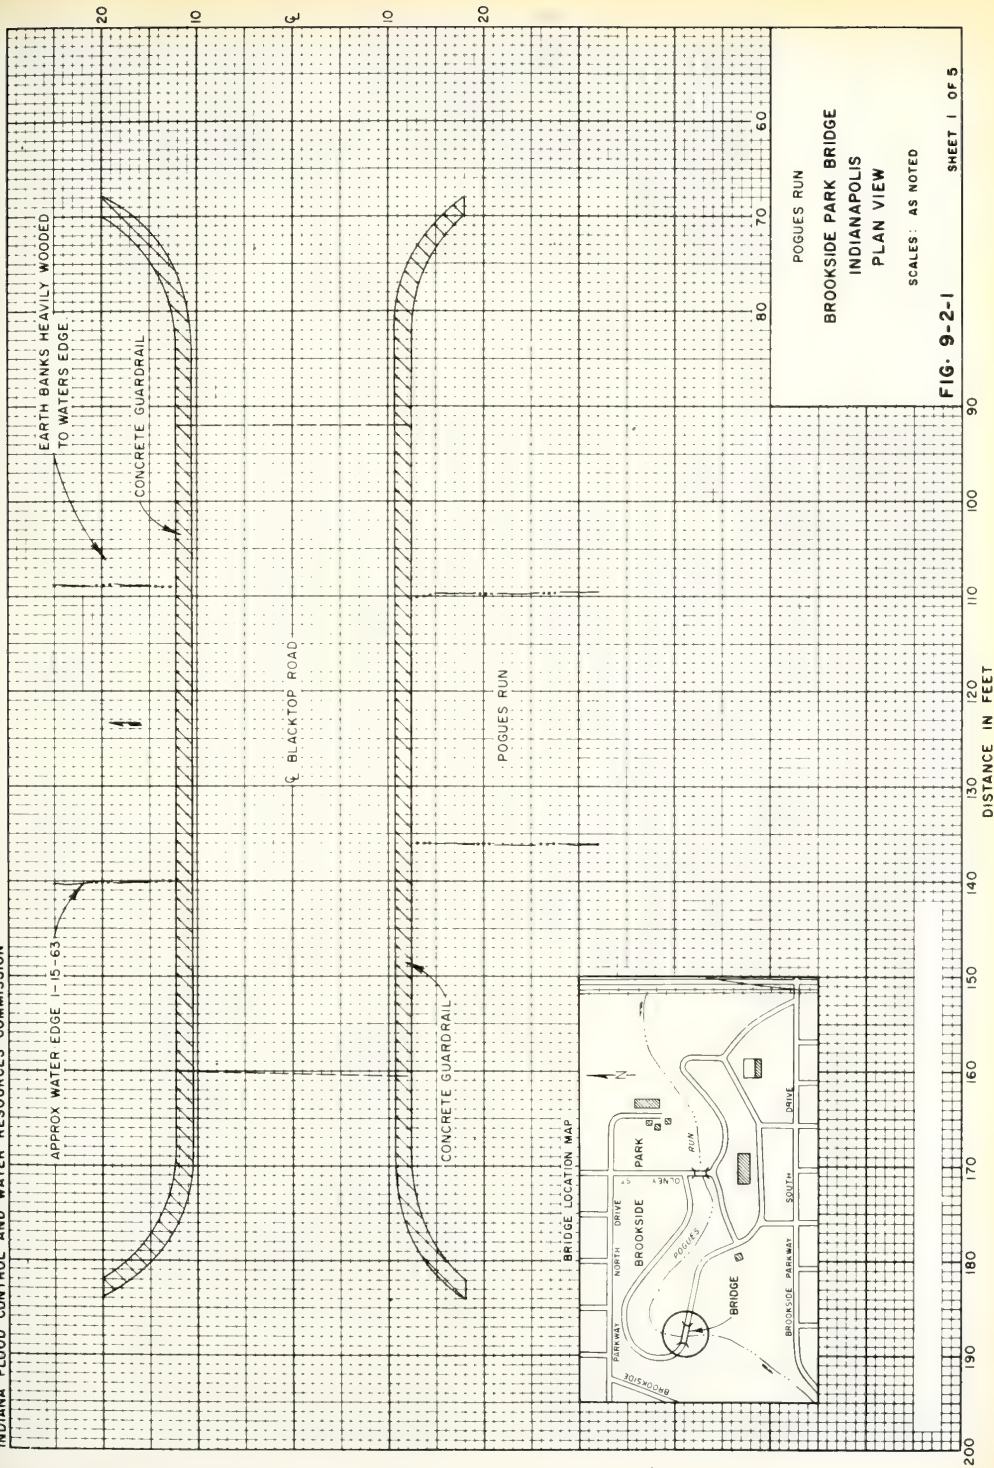 INDIANA FLOOD CONTROL AND WATER RESOURCES COMMISSION
20
10
℄
10
20
EARTH BANKS HEAVILY WOODED
TO WATERS EDGE
CONCRETE GUARDRAIL
APPROX WATER EDGE 1-15-63
℄ BLACKTOP ROAD
POGUES RUN
CONCRETE GUARDRAIL
60
70
80
POGUES RUN
BROOKSIDE PARK BRIDGE
INDIANAPOLIS
PLAN VIEW
SCALES: AS NOTED
FIG. 9-2-1
SHEET 1 OF 5
BRIDGE LOCATION MAP
N
PARKWAY
NORTH DRIVE
BROOKSIDE
PARK
OLNEY ST
BROOKSIDE
POGUES
RUN
BRIDGE
BROOKSIDE PARKWAY
SOUTH
DRIVE
90
100
110
120
130
140
150
160
170
180
190
200
DISTANCE IN FEET